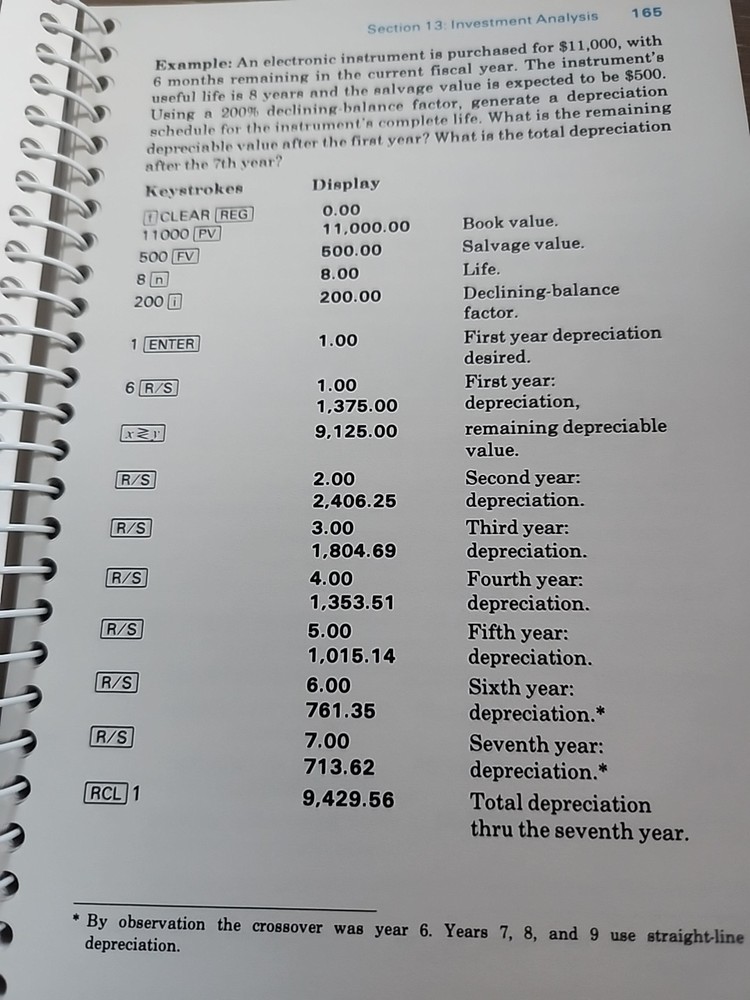 Section 13: Investment Analysis 165
Example: An electronic instrument is purchased for $11,000, with
6 months remaining in the current fiscal year. The instrument's
useful life is 8 years and the salvage value is expected to be $500.
Using a 200% declining-balance factor, generate a depreciation
schedule for the instrument's complete life. What is the remaining
depreciable value after the first year? What is the total depreciation
after the 7th year?
Keystrokes Display
f CLEAR REG 0.00
11000 PV 11,000.00 Book value.
500 FV 500.00 Salvage value.
8 n 8.00 Life.
200 i 200.00 Declining-balance
factor.
1 ENTER 1.00 First year depreciation
desired.
6 R/S 1.00 First year:
1,375.00 depreciation,
x≷y 9,125.00 remaining depreciable
value.
R/S 2.00 Second year:
2,406.25 depreciation.
R/S 3.00 Third year:
1,804.69 depreciation.
R/S 4.00 Fourth year:
1,353.51 depreciation.
R/S 5.00 Fifth year:
1,015.14 depreciation.
R/S 6.00 Sixth year:
761.35 depreciation.*
R/S 7.00 Seventh year:
713.62 depreciation.*
RCL 1 9,429.56 Total depreciation
thru the seventh year.
* By observation the crossover was year 6. Years 7, 8, and 9 use straight-line
depreciation.